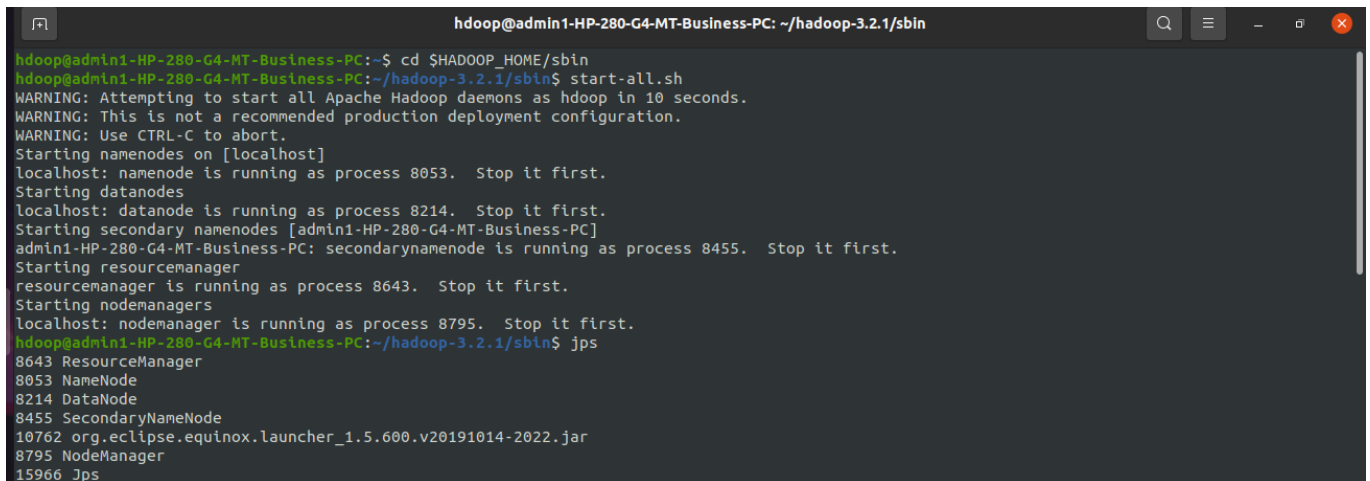 hdoop@admin1-HP-280-G4-MT-Business-PC: ~/hadoop-3.2.1/sbin
hdoop@admin1-HP-280-G4-MT-Business-PC:~$ cd $HADOOP_HOME/sbin
hdoop@admin1-HP-280-G4-MT-Business-PC:~/hadoop-3.2.1/sbin$ start-all.sh
WARNING: Attempting to start all Apache Hadoop daemons as hdoop in 10 seconds.
WARNING: This is not a recommended production deployment configuration.
WARNING: Use CTRL-C to abort.
Starting namenodes on [localhost]
localhost: namenode is running as process 8053.  Stop it first.
Starting datanodes
localhost: datanode is running as process 8214.  Stop it first.
Starting secondary namenodes [admin1-HP-280-G4-MT-Business-PC]
admin1-HP-280-G4-MT-Business-PC: secondarynamenode is running as process 8455.  Stop it first.
Starting resourcemanager
resourcemanager is running as process 8643.  Stop it first.
Starting nodemanagers
localhost: nodemanager is running as process 8795.  Stop it first.
hdoop@admin1-HP-280-G4-MT-Business-PC:~/hadoop-3.2.1/sbin$ jps
8643 ResourceManager
8053 NameNode
8214 DataNode
8455 SecondaryNameNode
10762 org.eclipse.equinox.launcher_1.5.600.v20191014-2022.jar
8795 NodeManager
15966 Jps